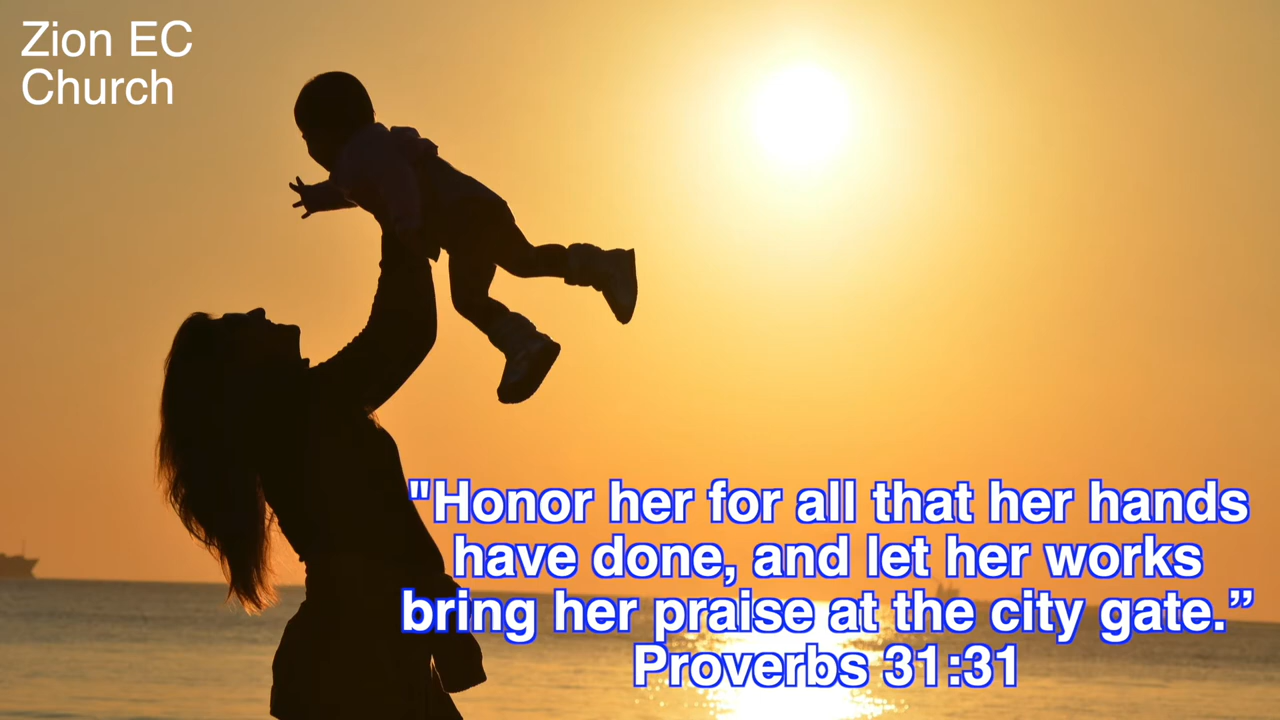 Zion EC
Church
"Honor her for all that her hands
have done, and let her works
bring her praise at the city gate.”
Proverbs 31:31